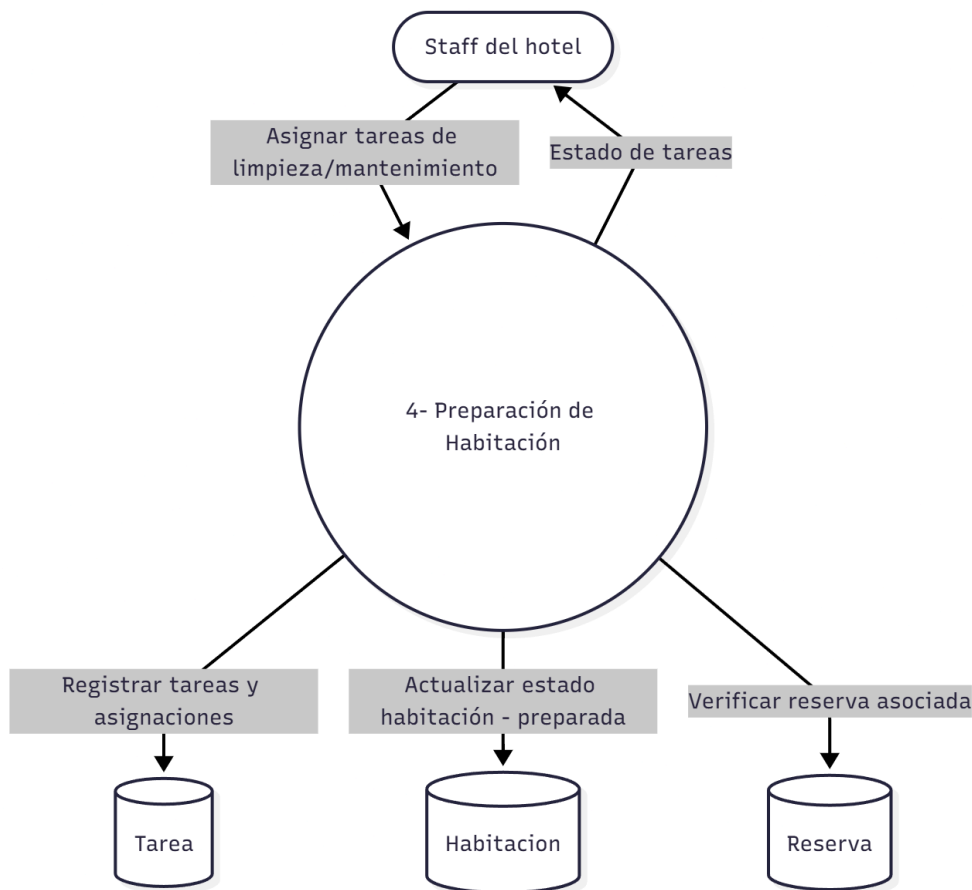 Staff del hotel
Asignar tareas de
limpieza/mantenimiento
Estado de tareas
4- Preparación de
Habitación
Registrar tareas y
asignaciones
Actualizar estado
habitación - preparada
Verificar reserva asociada
Tarea
Habitacion
Reserva